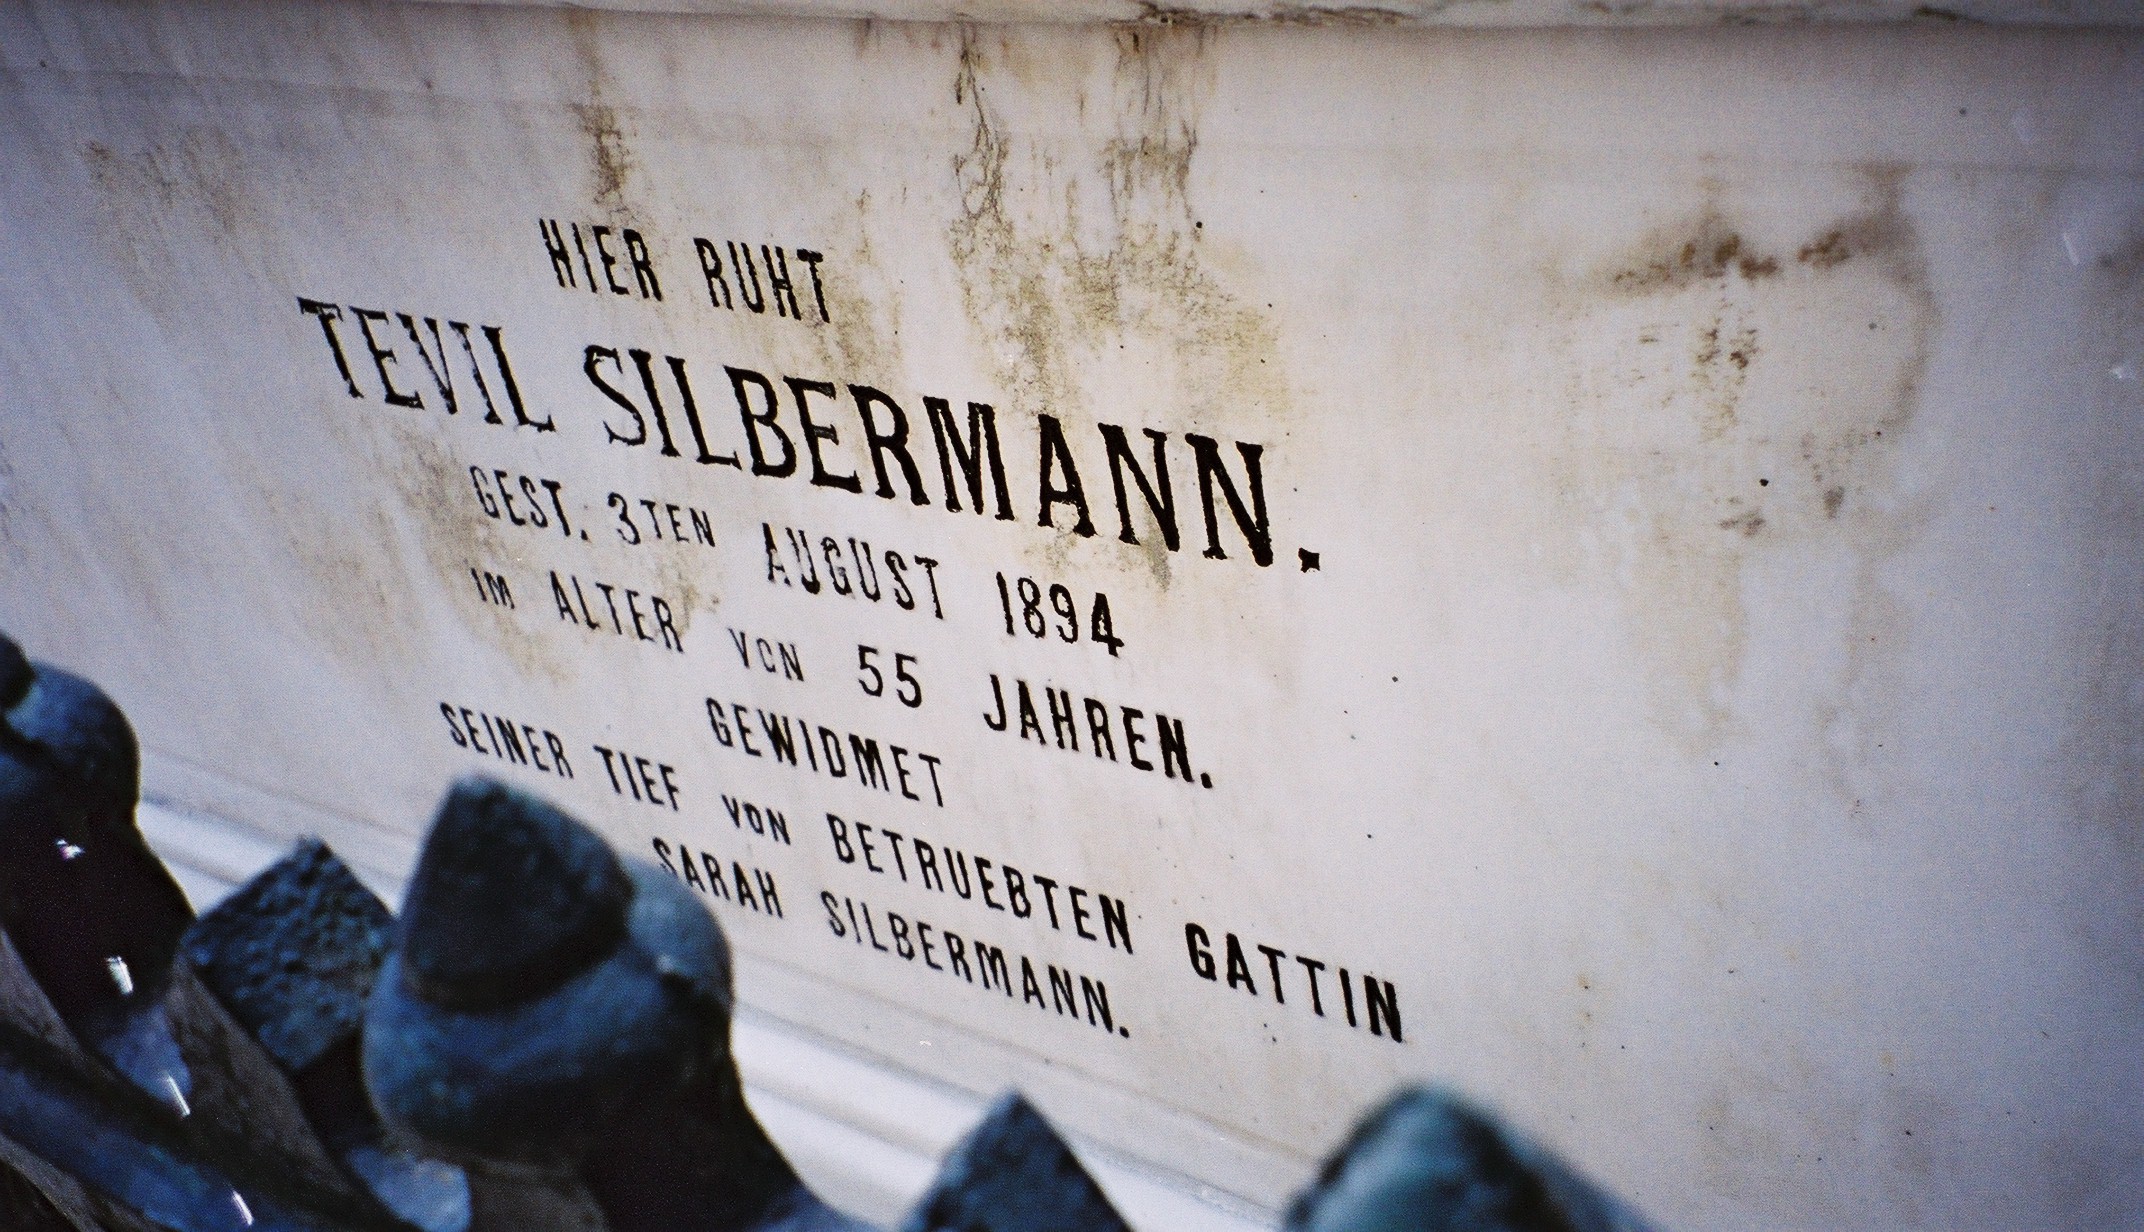 HIER RUHT
TEVIL SILBERMANN.
GEST. 3TEN AUGUST 1894
IM ALTER VON 55 JAHREN.
GEWIDMET
SEINER TIEF VON BETRUEBTEN GATTIN
SARAH SILBERMANN.